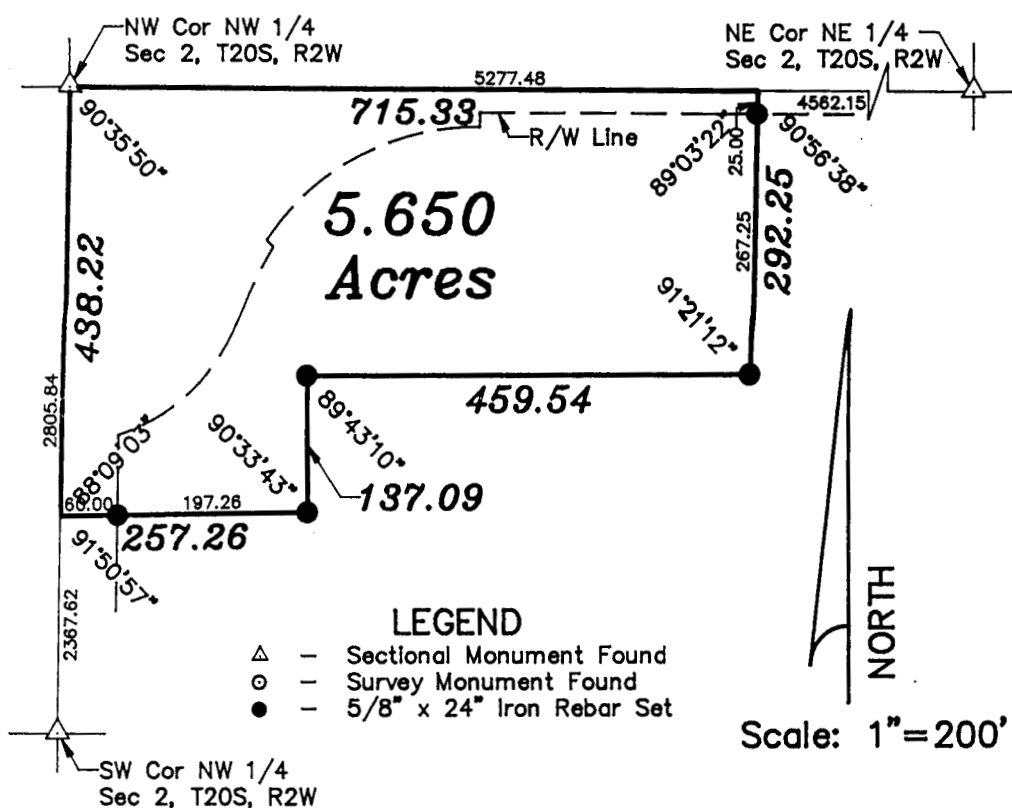 NW Cor NW 1/4
Sec 2, T20S, R2W
NE Cor NE 1/4
Sec 2, T20S, R2W
5277.48
4562.15
715.33
R/W Line
90°35'50"
89°03'22"
25.00
90°56'38"
5.650
Acres
267.25
292.25
438.22
91°21'12"
459.54
2805.84
88°09'03"
90°33'43"
89°43'10"
137.09
60.00
197.26
257.26
91°50'57"
2367.62
LEGEND
△ – Sectional Monument Found
⊙ – Survey Monument Found
● – 5/8" x 24" Iron Rebar Set
NORTH
Scale: 1"=200'
SW Cor NW 1/4
Sec 2, T20S, R2W